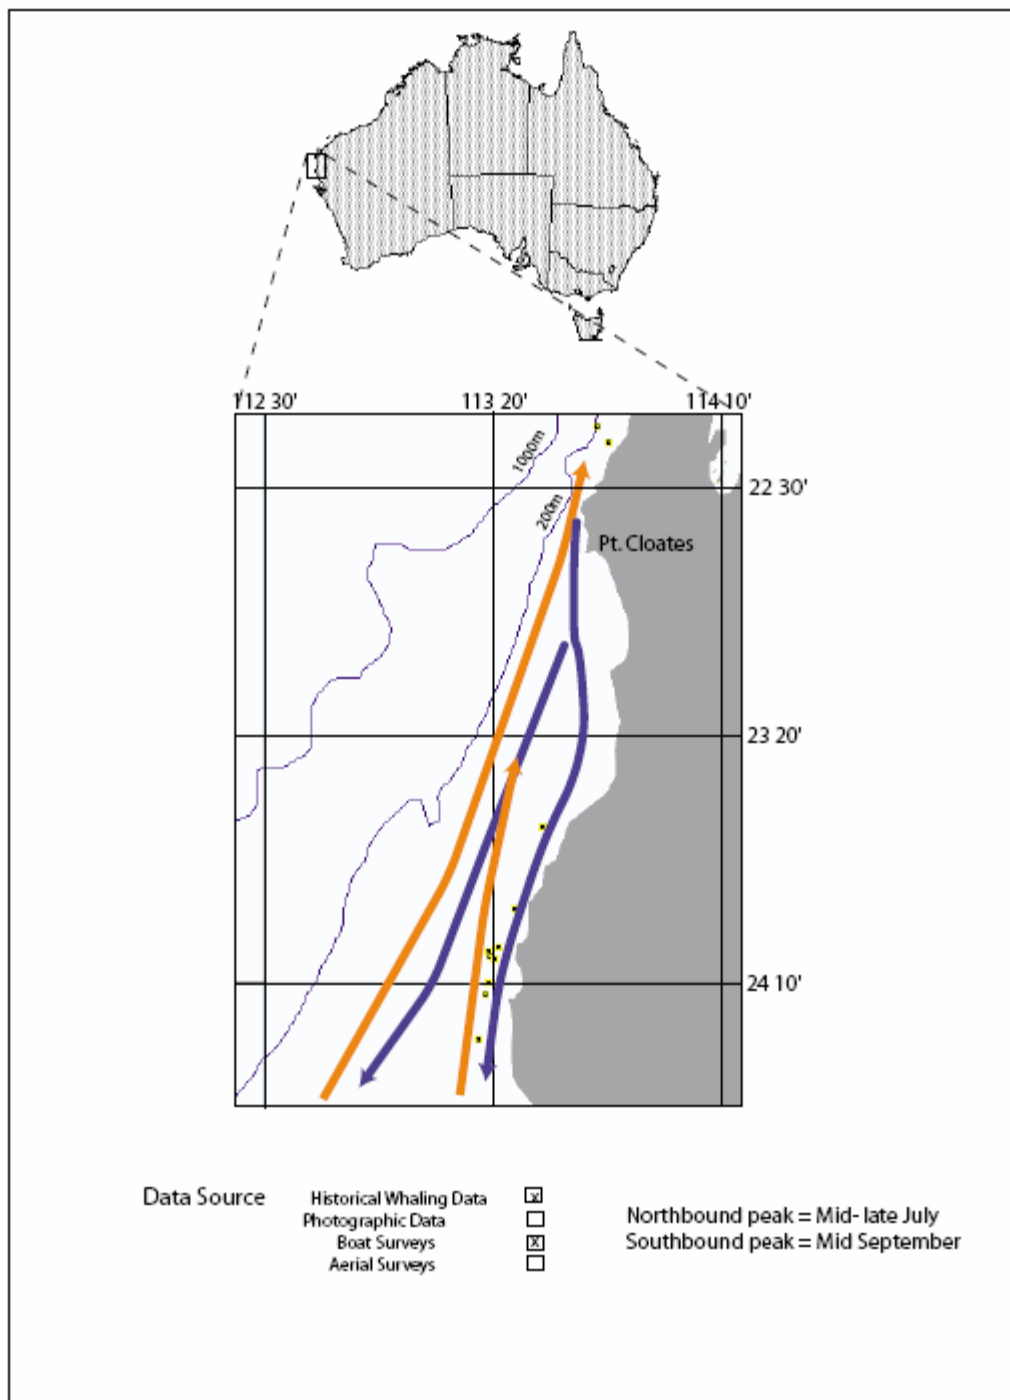 112 30' 113 20' 114 10'
1000m
22 30'
200m
Pt. Cloates
23 20'
24 10'
Data Source
Historical Whaling Data x
Photographic Data
Boat Surveys x
Aerial Surveys
Northbound peak = Mid- late July
Southbound peak = Mid September